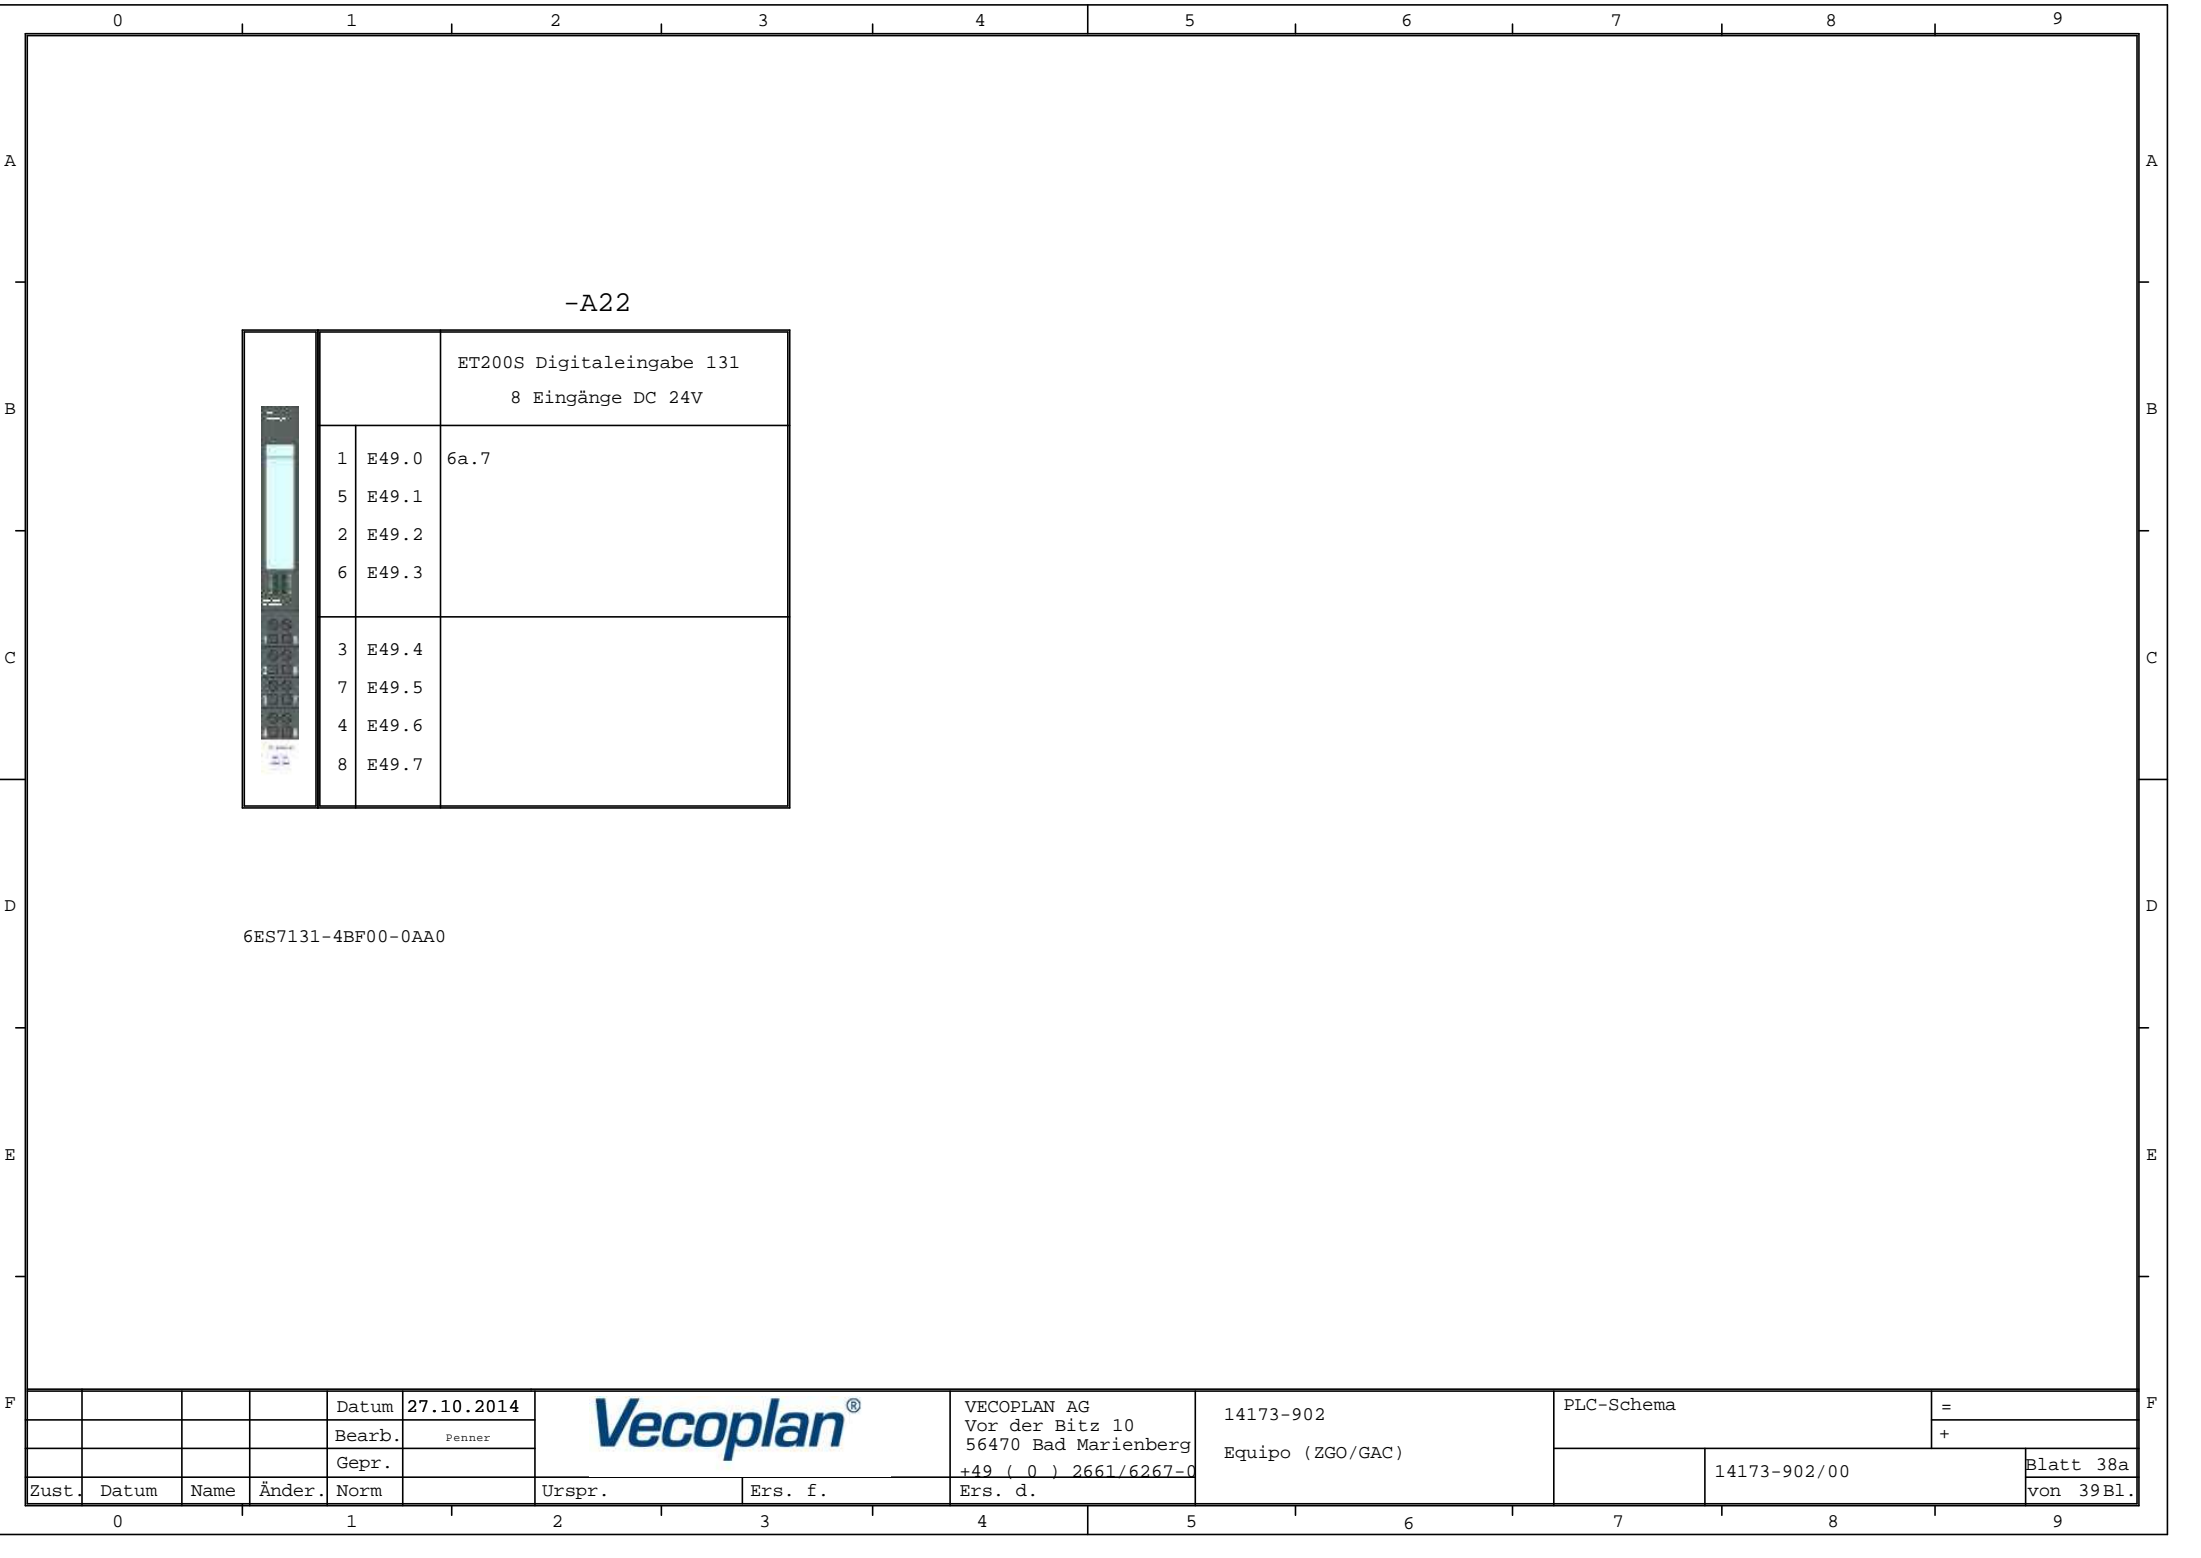 0 1 2 3 4 5 6 7 8 9
A A
-A22
ET200S Digitaleingabe 131
8 Eingänge DC 24V
B B
1 E49.0 6a.7
5 E49.1
2 E49.2
6 E49.3
3 E49.4
C C
7 E49.5
4 E49.6
8 E49.7
D D
6ES7131-4BF00-0AA0
E E
F F
Datum 27.10.2014
Bearb. Penner
Gepr.
Zust. Datum Name Änder. Norm
Vecoplan®
Urspr. Ers. f. Ers. d.
VECOPLAN AG
Vor der Bitz 10
56470 Bad Marienberg
+49 ( 0 ) 2661/6267-0
14173-902
Equipo (ZGO/GAC)
PLC-Schema
=
+
14173-902/00
Blatt 38a
von 39Bl.
0 1 2 3 4 5 6 7 8 9